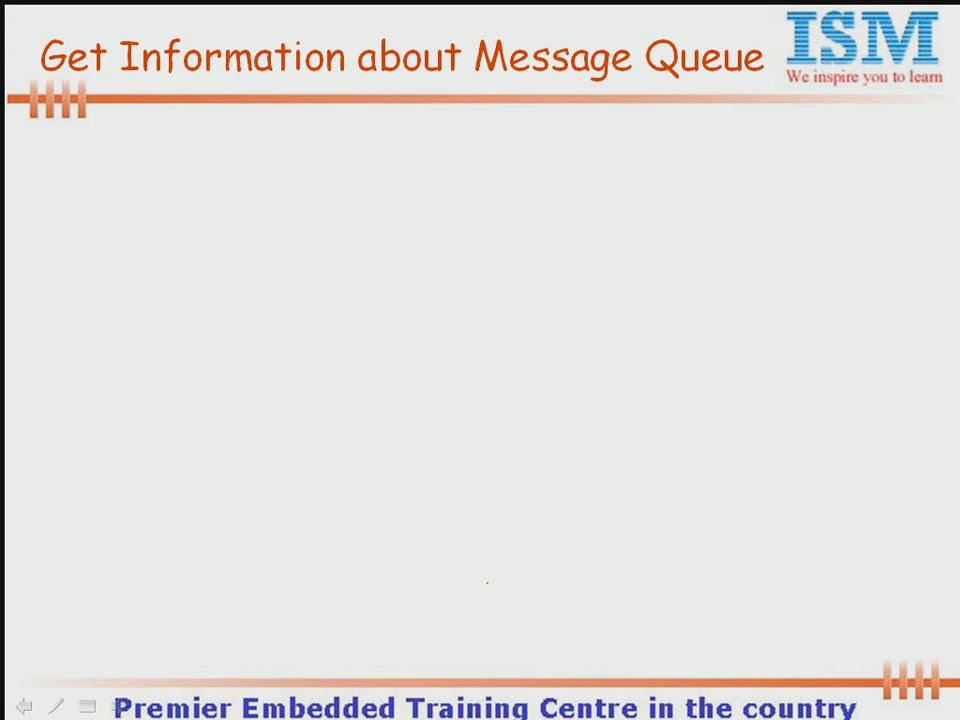 Get Information about Message Queue
ISM
We inspire you to learn
Premier Embedded Training Centre in the country